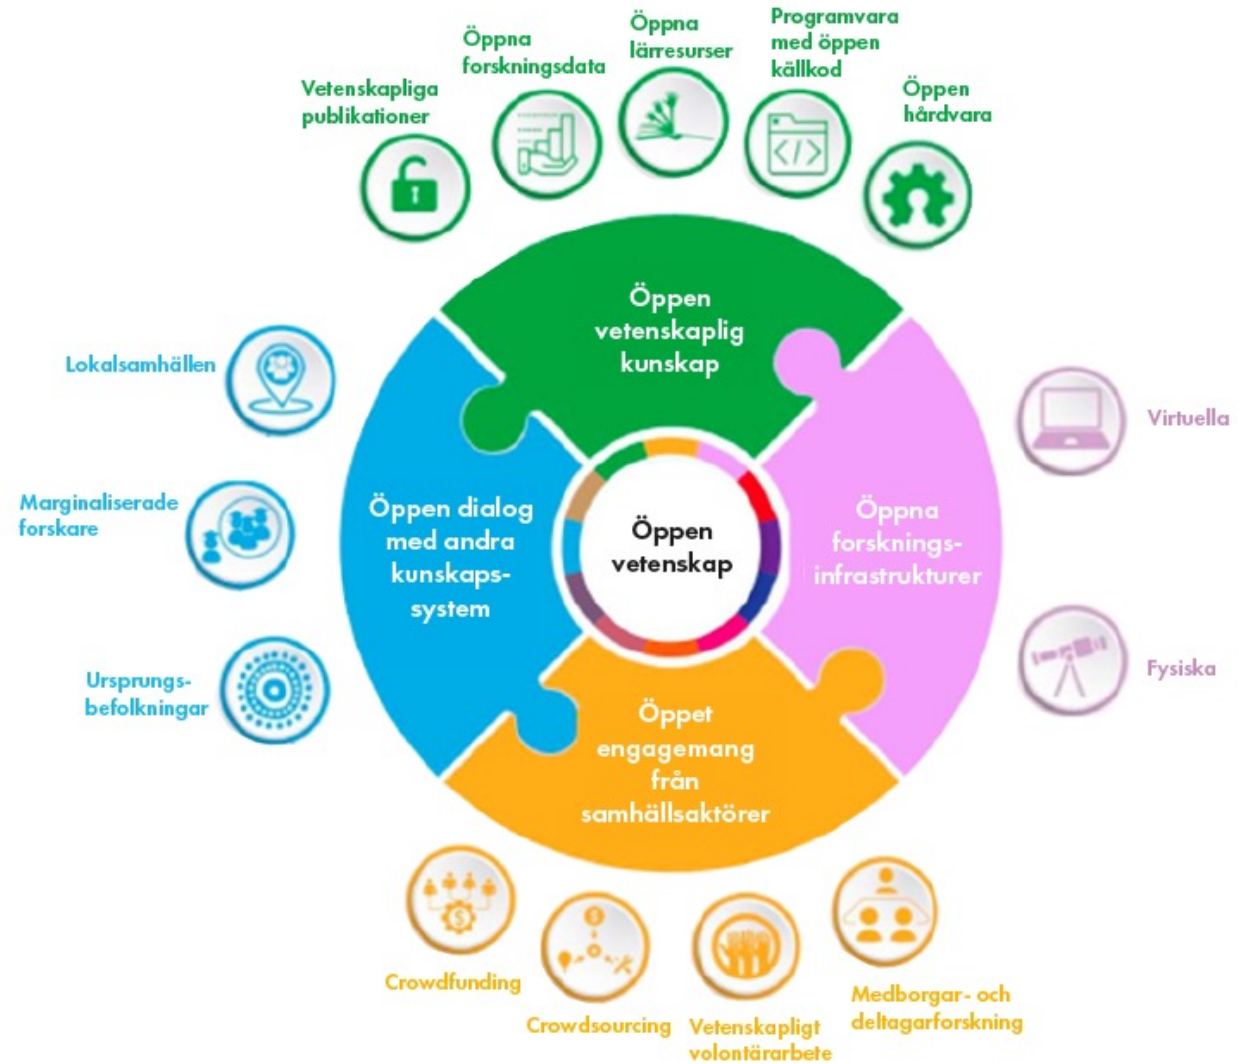 Vetenskapliga
publikationer
Öppna
forskningsdata
Öppna
lärresurser
Programvara
med öppen
källkod
Öppen
hårdvara
Öppen
vetenskaplig
kunskap
Lokalsamhällen
Marginaliserade
forskare
Ursprungs-
befolkningar
Öppen dialog
med andra
kunskaps-
system
Öppen
vetenskap
Öppna
forsknings-
infrastrukturer
Virtuella
Fysiska
Öppet
engagemang
från
samhällsaktörer
Crowdfunding
Crowdsourcing
Vetenskapligt
volontärarbete
Medborgar- och
deltagarforskning